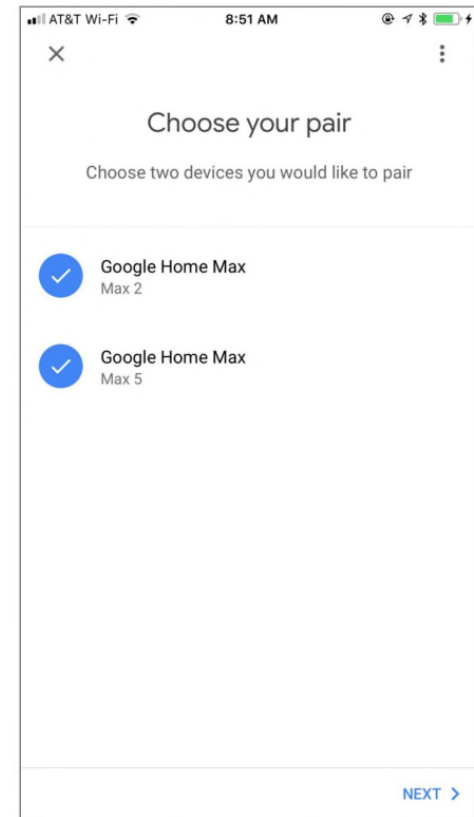 AT&T Wi-Fi 8:51 AM
Choose your pair
Choose two devices you would like to pair
Google Home Max
Max 2
Google Home Max
Max 5
NEXT